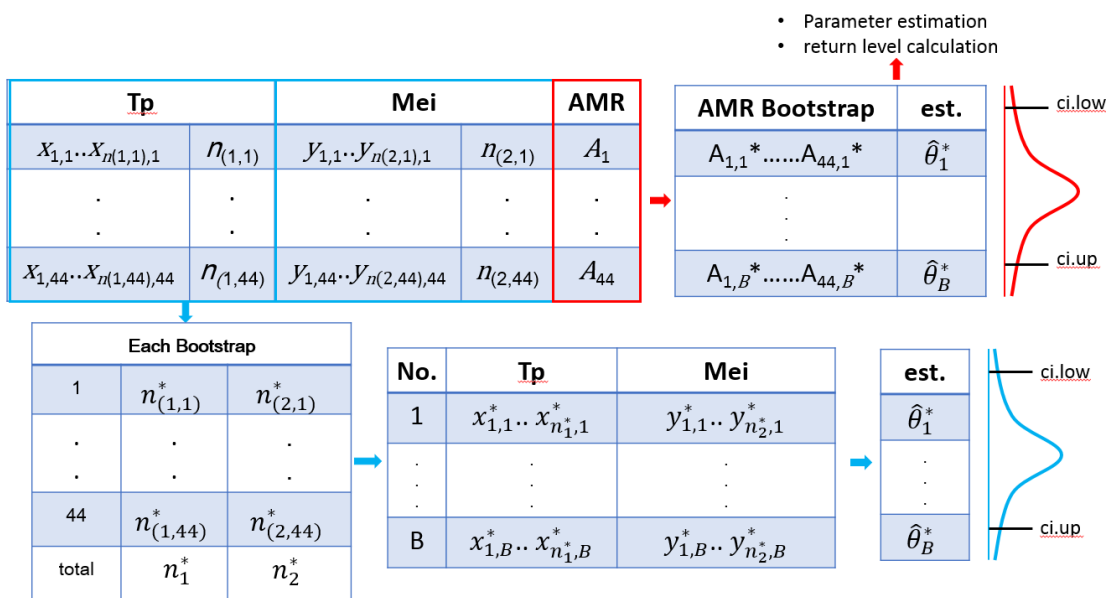 • Parameter estimation
• return level calculation
Tp Mei AMR
x₁,₁..xₙ₍₁,₁₎,₁ n₍₁,₁₎ y₁,₁..yₙ₍₂,₁₎,₁ n₍₂,₁₎ A₁
. . . . .
. . . . .
x₁,₄₄..xₙ₍₁,₄₄₎,₄₄ n₍₁,₄₄₎ y₁,₄₄..yₙ₍₂,₄₄₎,₄₄ n₍₂,₄₄₎ A₄₄
AMR Bootstrap est.
A₁,₁*......A₄₄,₁* θ̂₁*
.
.
.
A₁,B*......A₄₄,B* θ̂B*
ci.low
ci.up
Each Bootstrap
1 n*₍₁,₁₎ n*₍₂,₁₎
. . .
. . .
44 n*₍₁,₄₄₎ n*₍₂,₄₄₎
total n₁* n₂*
No. Tp Mei
1 x*₁,₁.. x*n₁*,₁ y*₁,₁.. y*n₂*,₁
. . .
. . .
. . .
B x*₁,B.. x*n₁*,B y*₁,B.. y*n₂*,B
est.
θ̂₁*
.
.
.
θ̂B*
ci.low
ci.up